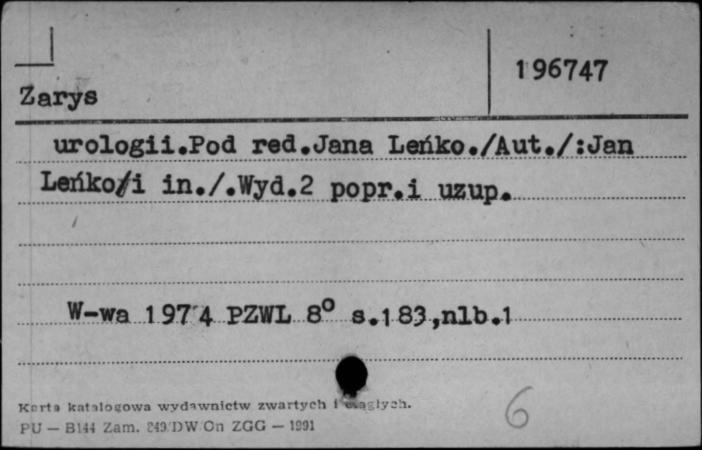 196747
Zarys
urologii.Pod red.Jana Leńko./Aut./:Jan
Leńko/i in./.Wyd.2 popr.i uzup.
W-wa 1974 PZWL 8° s.183,nlb.1
Karta katalogowa wydawnictw zwartych i ciągłych.
PU — B144 Zam. 249/DW/On ZGG — 1991
6